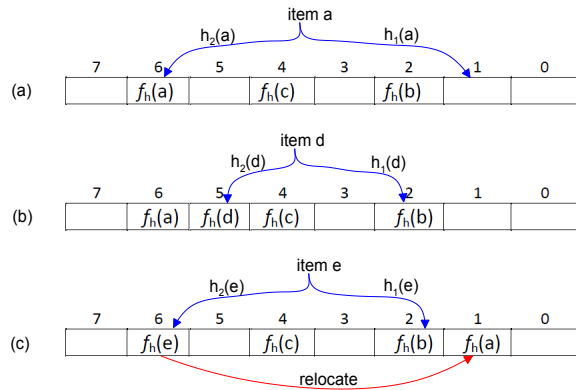 item a
h₂(a) h₁(a)
7 6 5 4 3 2 1 0
(a) fₕ(a) fₕ(c) fₕ(b)
item d
h₂(d) h₁(d)
7 6 5 4 3 2 1 0
(b) fₕ(a) fₕ(d) fₕ(c) fₕ(b)
item e
h₂(e) h₁(e)
7 6 5 4 3 2 1 0
(c) fₕ(e) fₕ(c) fₕ(b) fₕ(a)
relocate